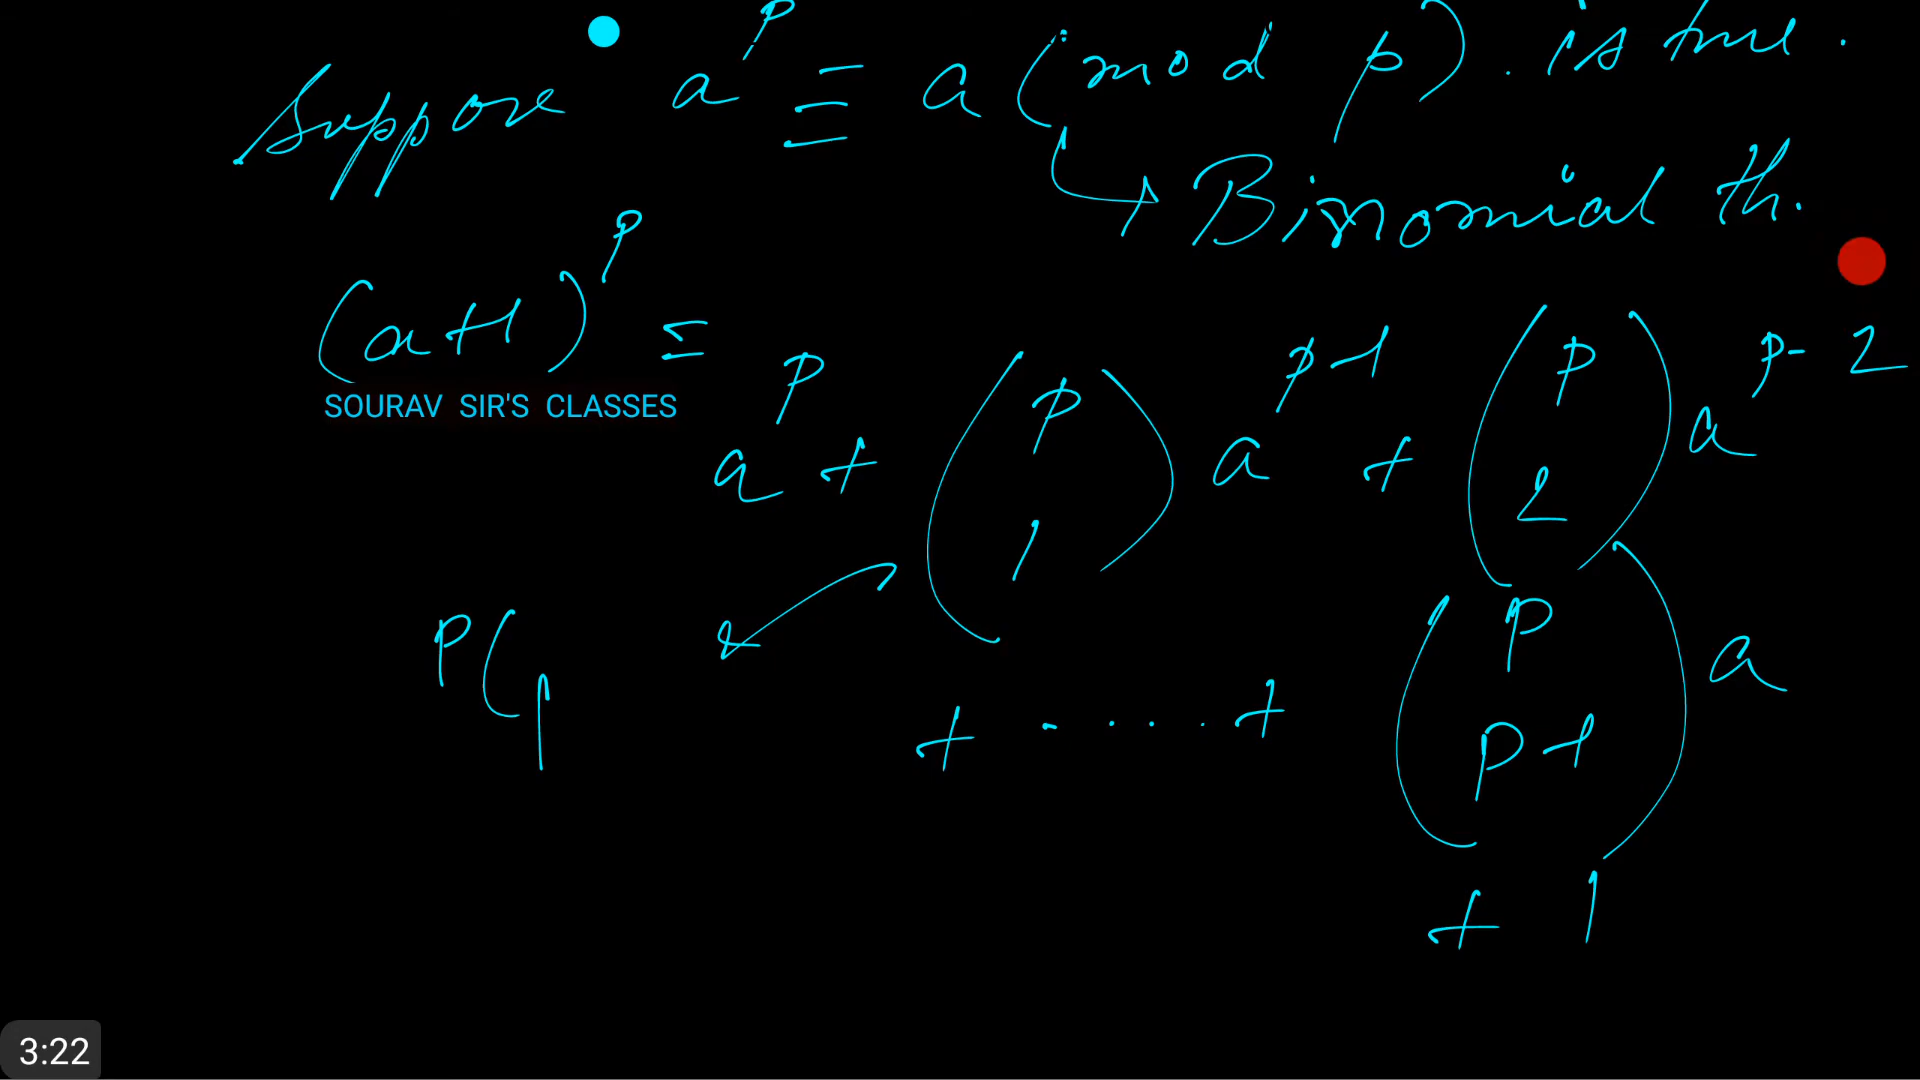 Suppose a^p ≡ a (mod p). is true.
→ Binomial th.
(a+1)^p =
SOURAV SIR'S CLASSES
a^p + (p 1) a^p-1 + (p 2) a^p-2
+ ..... + (p p-1) a
+ 1
P C 1
3:22